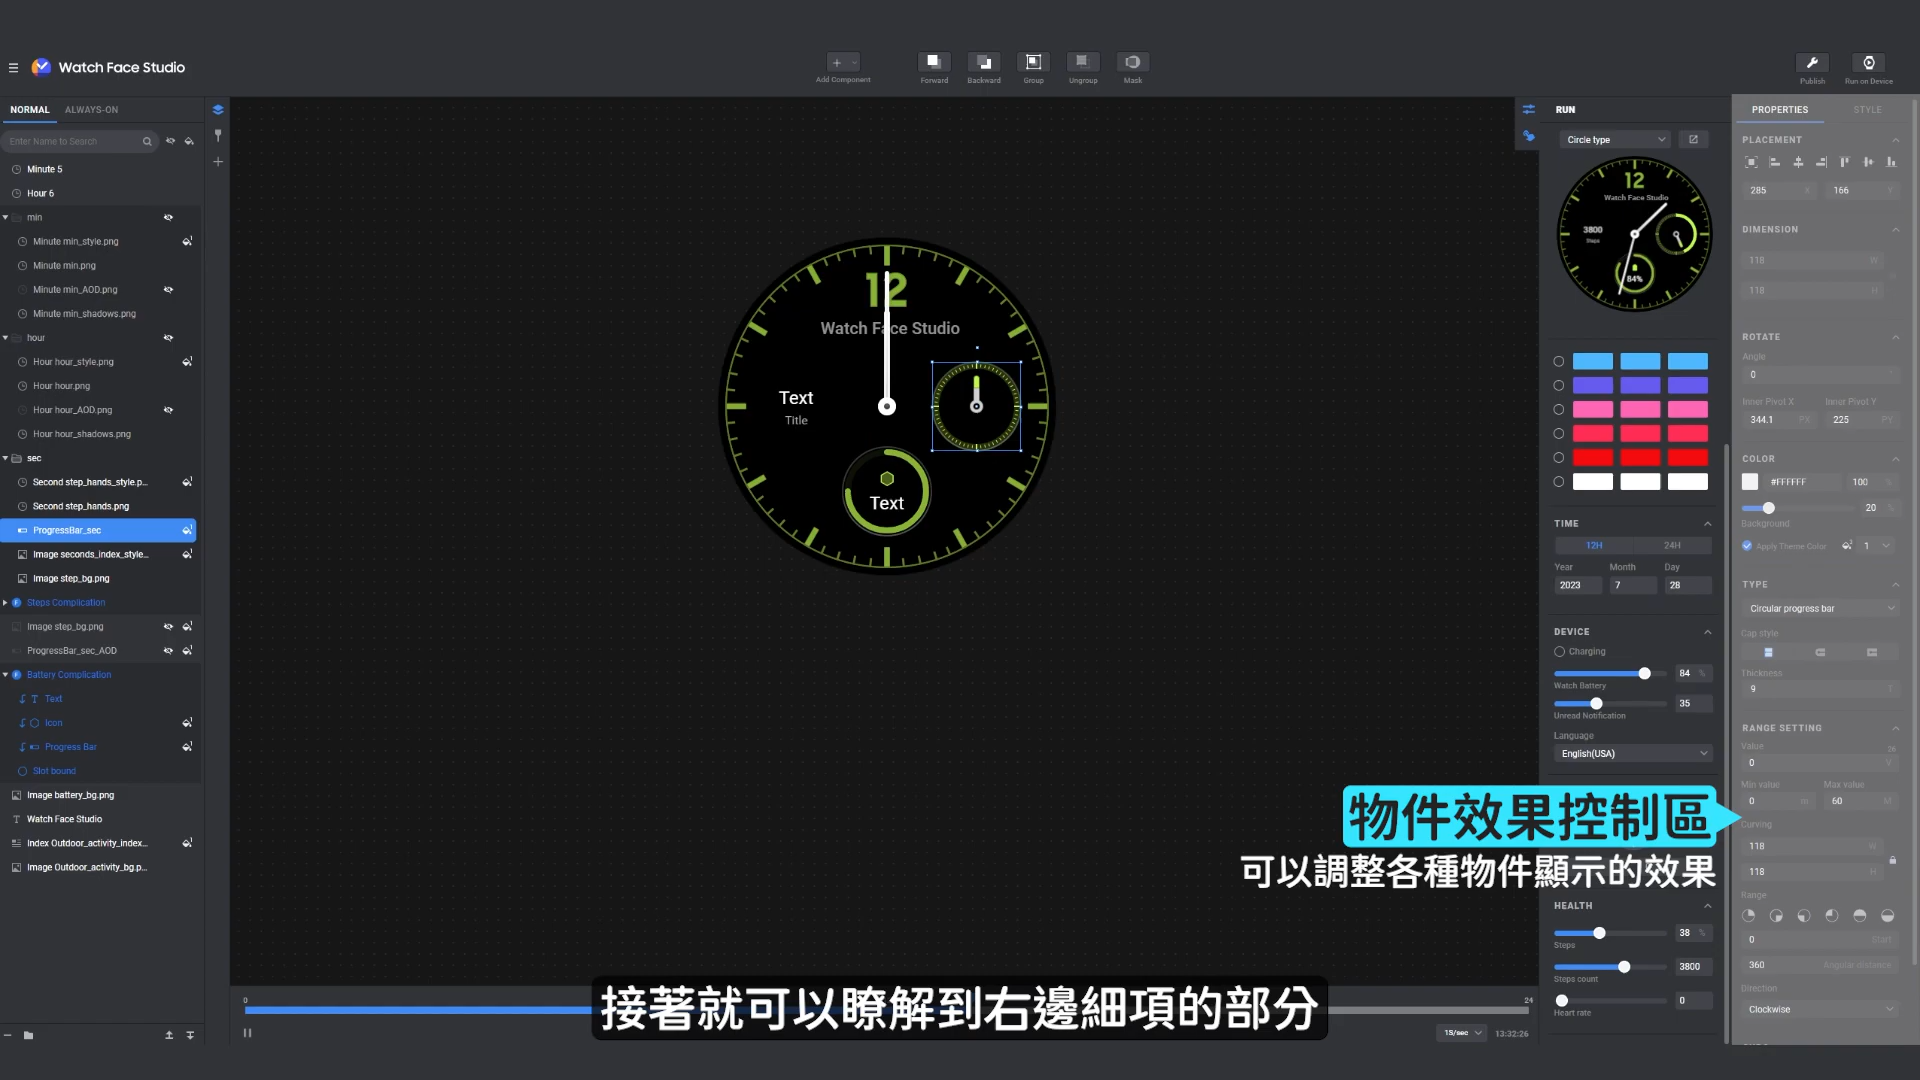 Watch Face Studio
Add Component
Forward
Backward
Group
Ungroup
Mask
Publish
Run on Device
NORMAL
ALWAYS-ON
Enter Name to Search
Minute 5
Hour 6
min
Minute min_style.png
Minute min.png
Minute min_AOD.png
Minute min_shadows.png
hour
Hour hour_style.png
Hour hour.png
Hour hour_AOD.png
Hour hour_shadows.png
sec
Second step_hands_style.p...
Second step_hands.png
ProgressBar_sec
Image seconds_index_style...
Image step_bg.png
Steps Complication
Image step_bg.png
ProgressBar_sec_AOD
Battery Complication
Text
Icon
Progress Bar
Slot bound
Image battery_bg.png
Watch Face Studio
Index Outdoor_activity_index...
Image Outdoor_activity_bg.p...
12
Watch Face Studio
Text
Title
Text
0
24
1S/sec
13:32:26
RUN
Circle type
12
Watch Face Studio
3800
Steps
84%
TIME
12H
24H
Year
Month
Day
2023
7
28
DEVICE
Charging
84 %
Watch Battery
35
Unread Notification
Language
English(USA)
物件效果控制區
可以調整各種物件顯示的效果
HEALTH
38 %
Steps
3800
Steps count
0
Heart rate
接著就可以瞭解到右邊細項的部分
PROPERTIES
STYLE
PLACEMENT
285 X
166 Y
DIMENSION
118 W
118 H
ROTATE
Angle
0
Inner Pivot X
Inner Pivot Y
344.1 PX
225 PY
COLOR
#FFFFFF
100 %
20 %
Background
Apply Theme Color
1
TYPE
Circular progress bar
Cap style
Thickness
9 T
RANGE SETTING
Value
0 V
Min value
Max value
0 m
60 M
Curving
118 W
118 H
Range
0 Start
360 Angular distance
Direction
Clockwise